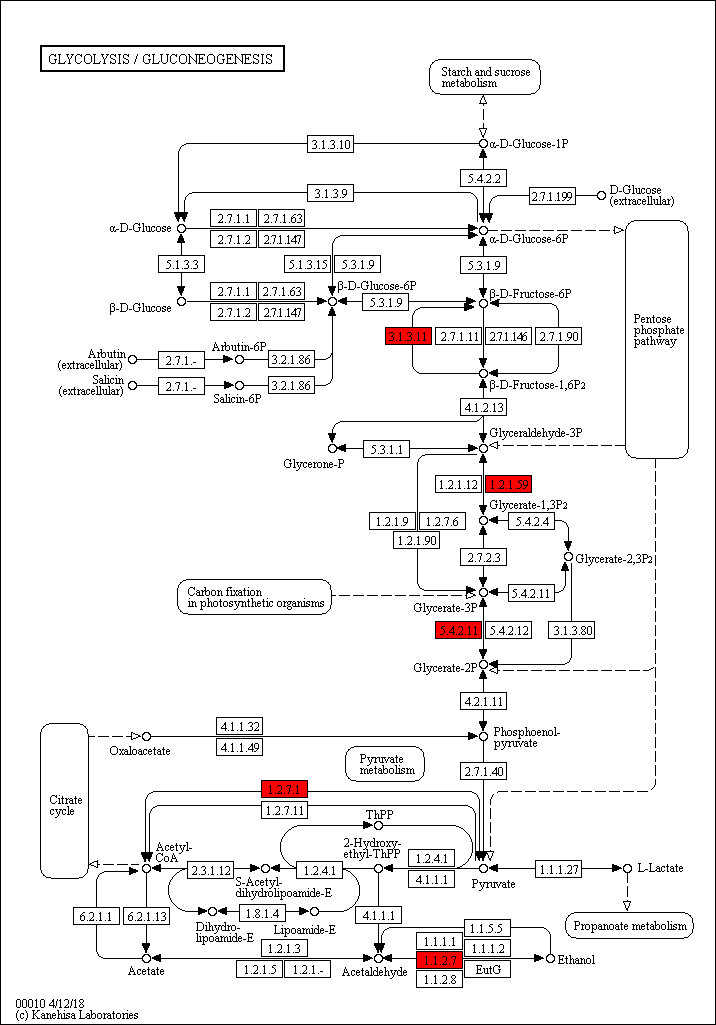 GLYCOLYSIS / GLUCONEOGENESIS
Starch and sucrose
metabolism
3.1.3.10
α-D-Glucose-1P
5.4.2.2
3.1.3.9
2.7.1.199
D-Glucose
(extracellular)
α-D-Glucose
2.7.1.1
2.7.1.63
2.7.1.2
2.7.1.147
α-D-Glucose-6P
5.1.3.3
5.1.3.15
5.3.1.9
5.3.1.9
β-D-Glucose
2.7.1.1
2.7.1.63
2.7.1.2
2.7.1.147
β-D-Glucose-6P
5.3.1.9
β-D-Fructose-6P
Pentose
phosphate
pathway
3.1.3.11
2.7.1.11
2.7.1.146
2.7.1.90
Arbutin
(extracellular)
2.7.1.-
Arbutin-6P
3.2.1.86
Salicin
(extracellular)
2.7.1.-
Salicin-6P
3.2.1.86
β-D-Fructose-1,6P2
4.1.2.13
Glyceraldehyde-3P
Glycerone-P
5.3.1.1
1.2.1.12
1.2.1.59
Glycerate-1,3P2
1.2.1.9
1.2.7.6
1.2.1.90
5.4.2.4
2.7.2.3
Glycerate-2,3P2
Carbon fixation
in photosynthetic organisms
5.4.2.11
Glycerate-3P
5.4.2.11
5.4.2.12
3.1.3.80
Glycerate-2P
4.2.1.11
Oxaloacetate
4.1.1.32
4.1.1.49
Phosphoenol-
pyruvate
Pyruvate
metabolism
2.7.1.40
Citrate
cycle
1.2.7.1
1.2.7.11
ThPP
Acetyl-
CoA
2-Hydroxy-
ethyl-ThPP
2.3.1.12
S-Acetyl-
dihydrolipoamide-E
1.2.4.1
1.2.4.1
4.1.1.1
Pyruvate
1.1.1.27
L-Lactate
6.2.1.1
6.2.1.13
Dihydro-
lipoamide-E
1.8.1.4
Lipoamide-E
4.1.1.1
Propanoate metabolism
1.1.5.5
1.1.1.1
1.1.1.2
1.2.1.3
Acetate
1.2.1.5
1.2.1.-
Acetaldehyde
1.1.2.7
EutG
1.1.2.8
Ethanol
00010 4/12/18
(c) Kanehisa Laboratories